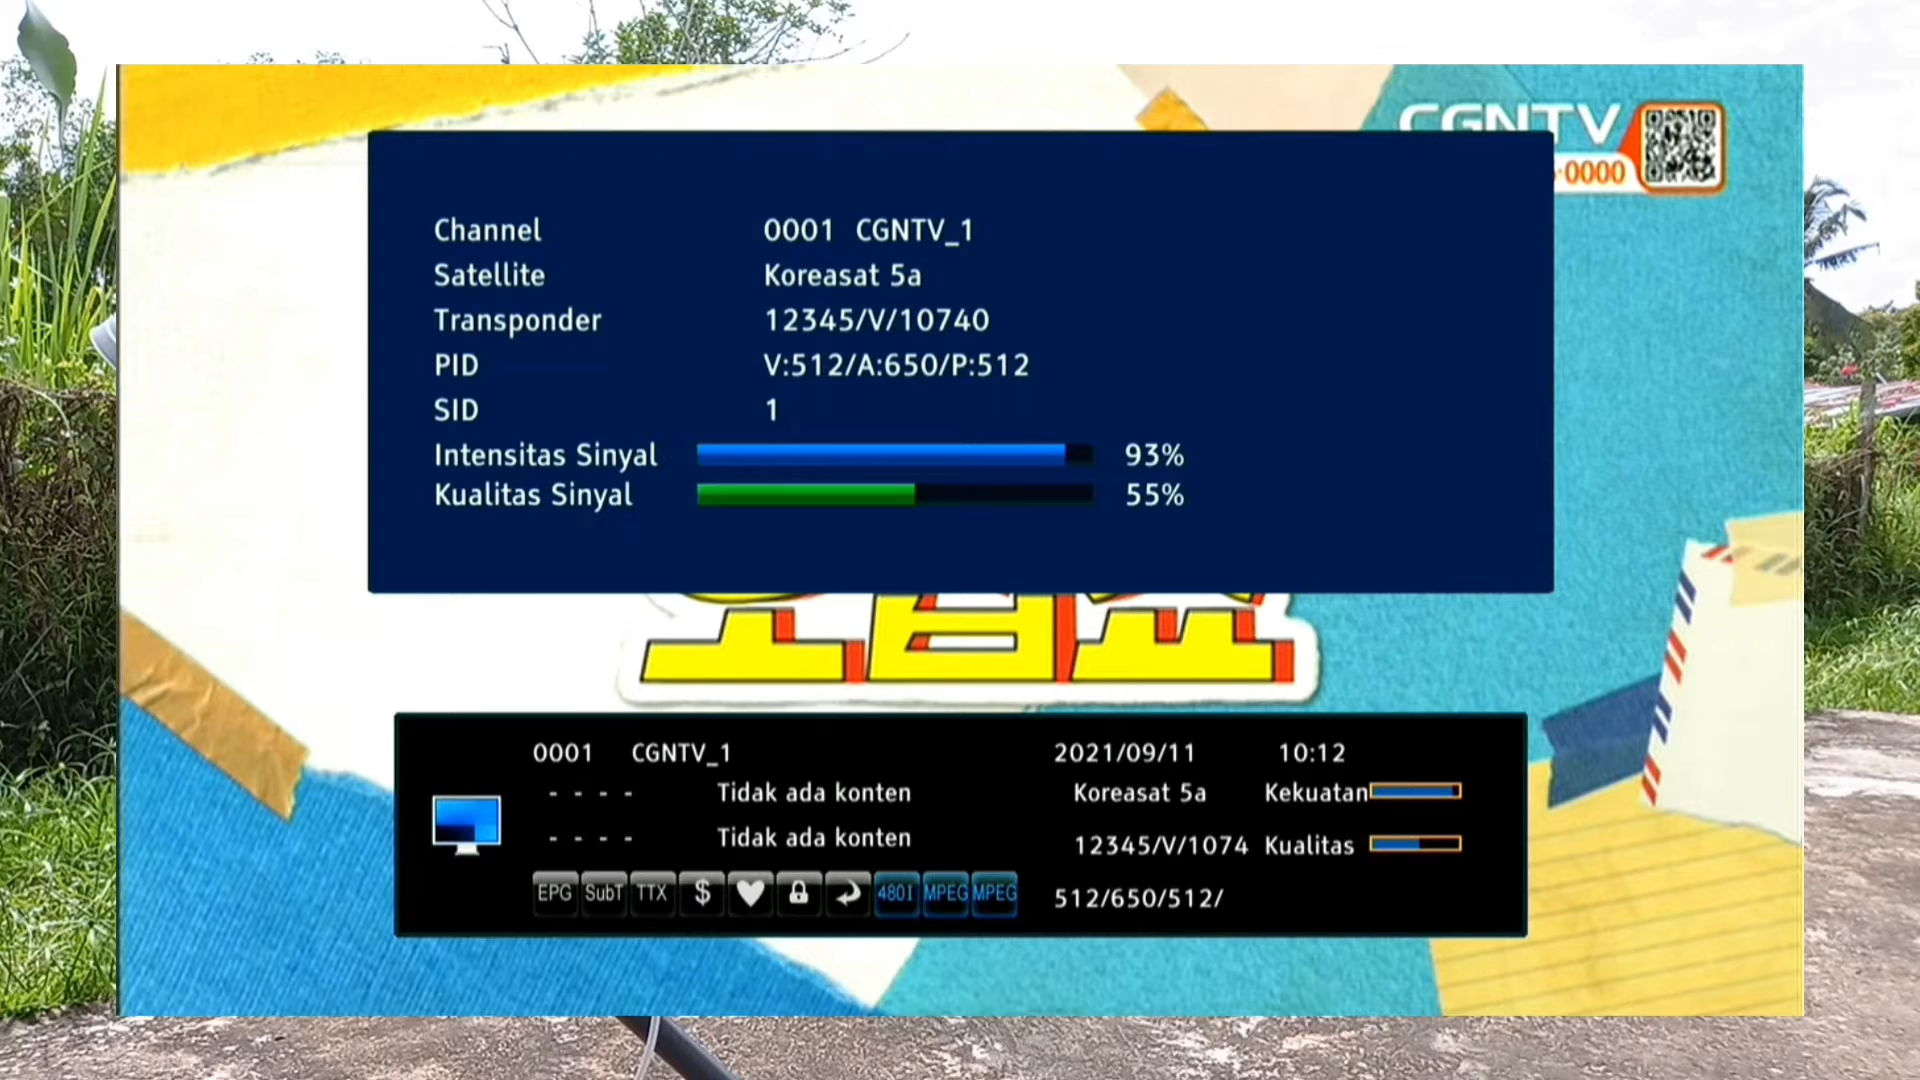 CGNTV
0000
Channel 0001 CGNTV_1
Satellite Koreasat 5a
Transponder 12345/V/10740
PID V:512/A:650/P:512
SID 1
Intensitas Sinyal 93%
Kualitas Sinyal 55%
0001 CGNTV_1 2021/09/11 10:12
- - - - Tidak ada konten Koreasat 5a Kekuatan
- - - - Tidak ada konten 12345/V/1074 Kualitas
EPG SubT TTX $ 480I MPEG MPEG 512/650/512/